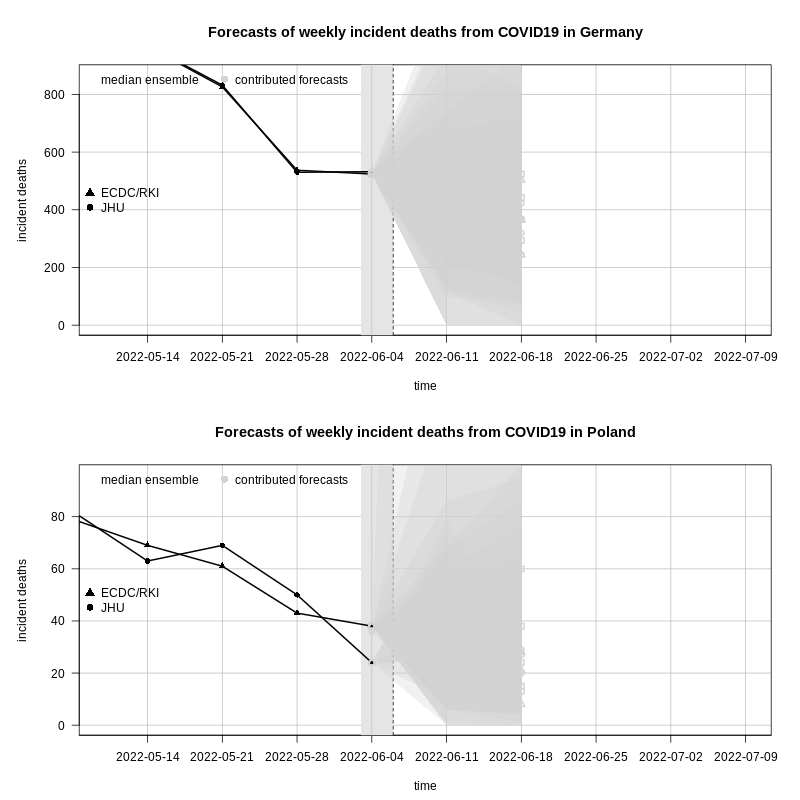 Forecasts of weekly incident deaths from COVID19 in Germany
median ensemble contributed forecasts
ECDC/RKI
JHU
incident deaths
800
600
400
200
0
2022-05-14 2022-05-21 2022-05-28 2022-06-04 2022-06-11 2022-06-18 2022-06-25 2022-07-02 2022-07-09
time
Forecasts of weekly incident deaths from COVID19 in Poland
median ensemble contributed forecasts
ECDC/RKI
JHU
incident deaths
80
60
40
20
0
2022-05-14 2022-05-21 2022-05-28 2022-06-04 2022-06-11 2022-06-18 2022-06-25 2022-07-02 2022-07-09
time